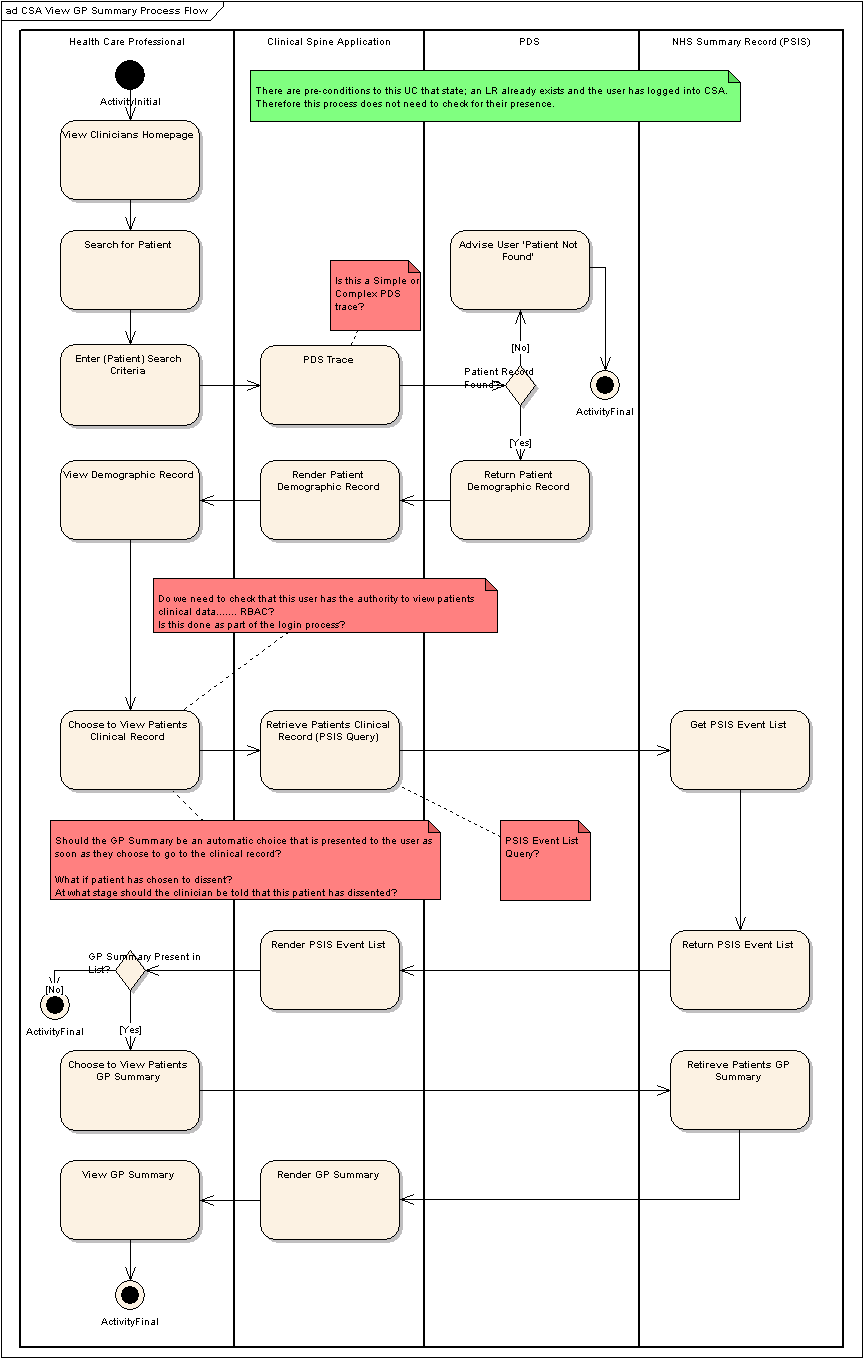 ad CSA View GP Summary Process Flow
Health Care Professional
Clinical Spine Application
PDS
NHS Summary Record (PSIS)
ActivityInitial
There are pre-conditions to this UC that state; an LR already exists and the user has logged into CSA.
Therefore this process does not need to check for their presence.
View Clinicians Homepage
Search for Patient
Advise User 'Patient Not
Found'
Is this a Simple or
Complex PDS
trace?
[No]
Enter (Patient) Search
Criteria
PDS Trace
Patient Record
Found?
ActivityFinal
[Yes]
View Demographic Record
Render Patient
Demographic Record
Return Patient
Demographic Record
Do we need to check that this user has the authority to view patients
clinical data....... RBAC?
Is this done as part of the login process?
Choose to View Patients
Clinical Record
Retrieve Patients Clinical
Record (PSIS Query)
Get PSIS Event List
Should the GP Summary be an automatic choice that is presented to the user as
soon as they choose to go to the clinical record?
What if patient has chosen to dissent?
At what stage should the clinician be told that this patient has dissented?
PSIS Event List
Query?
GP Summary Present in
List?
Render PSIS Event List
Return PSIS Event List
[No]
ActivityFinal
[Yes]
Choose to View Patients
GP Summary
Retireve Patients GP
Summary
View GP Summary
Render GP Summary
ActivityFinal